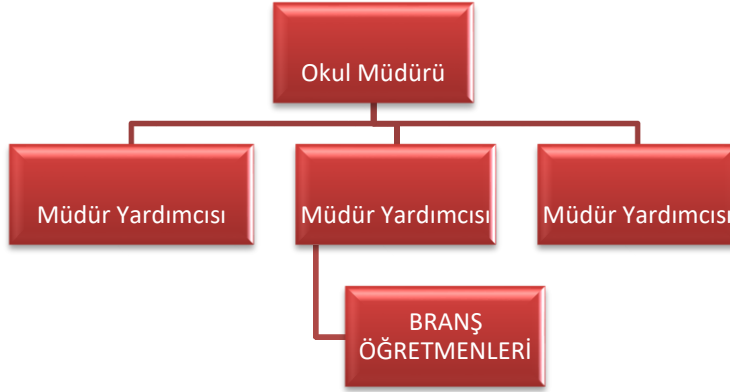 Okul Müdürü
Müdür Yardımcısı
Müdür Yardımcısı
Müdür Yardımcısı
BRANŞ
ÖĞRETMENLERİ